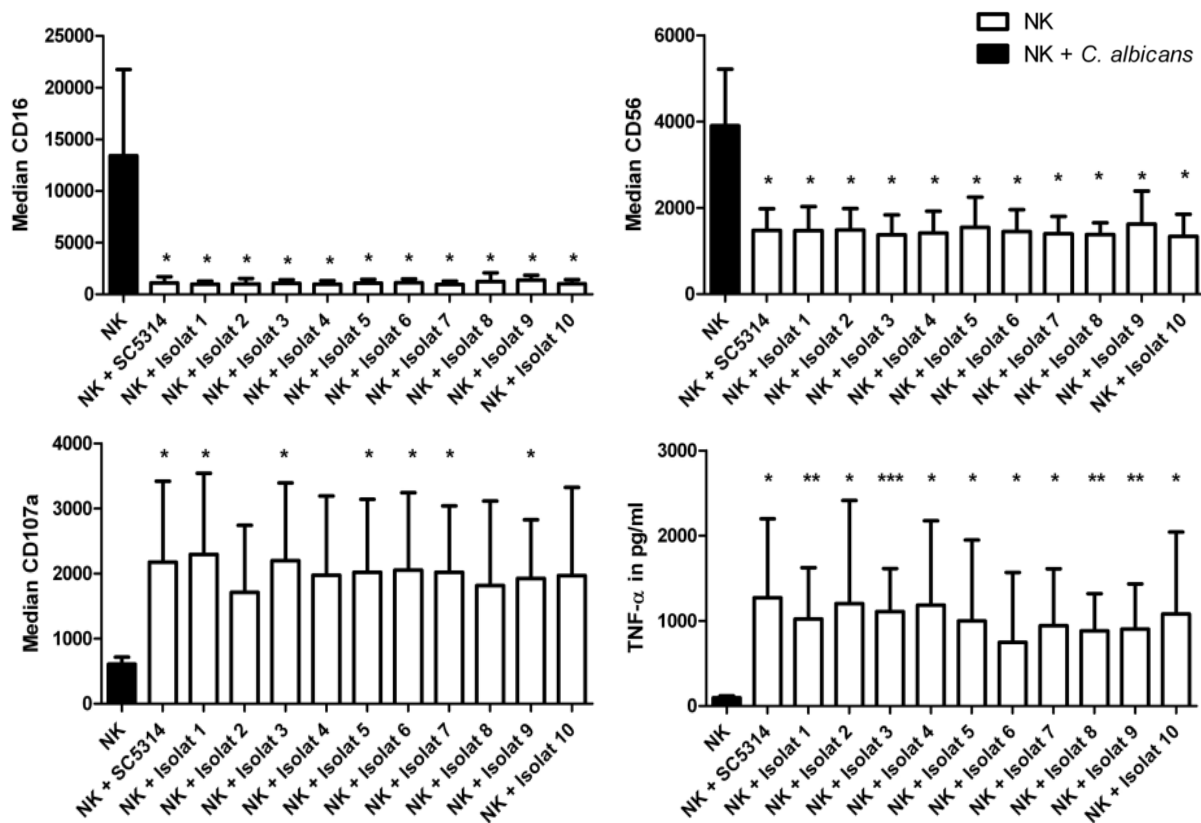 NK
NK + C. albicans
Median CD16
25000
20000
15000
10000
5000
0
* * * * * * * * * * *
NK
NK + SC5314
NK + Isolat 1
NK + Isolat 2
NK + Isolat 3
NK + Isolat 4
NK + Isolat 5
NK + Isolat 6
NK + Isolat 7
NK + Isolat 8
NK + Isolat 9
NK + Isolat 10
Median CD56
6000
4000
2000
0
* * * * * * * * * * *
NK
NK + SC5314
NK + Isolat 1
NK + Isolat 2
NK + Isolat 3
NK + Isolat 4
NK + Isolat 5
NK + Isolat 6
NK + Isolat 7
NK + Isolat 8
NK + Isolat 9
NK + Isolat 10
Median CD107a
4000
3000
2000
1000
0
* * * * * * *
NK
NK + SC5314
NK + Isolat 1
NK + Isolat 2
NK + Isolat 3
NK + Isolat 4
NK + Isolat 5
NK + Isolat 6
NK + Isolat 7
NK + Isolat 8
NK + Isolat 9
NK + Isolat 10
TNF-α in pg/ml
3000
2000
1000
0
* ** * *** * * * * ** ** *
NK
NK + SC5314
NK + Isolat 1
NK + Isolat 2
NK + Isolat 3
NK + Isolat 4
NK + Isolat 5
NK + Isolat 6
NK + Isolat 7
NK + Isolat 8
NK + Isolat 9
NK + Isolat 10